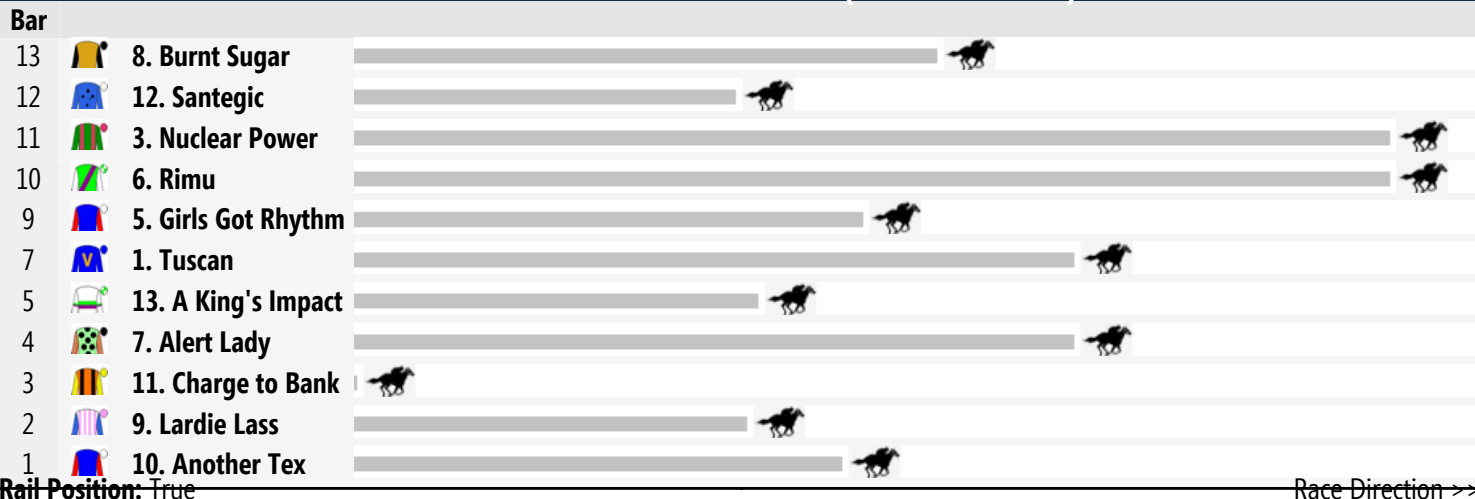 Bar
13 8. Burnt Sugar
12 12. Santegic
11 3. Nuclear Power
10 6. Rimu
9 5. Girls Got Rhythm
7 V 1. Tuscan
5 13. A King's Impact
4 7. Alert Lady
3 11. Charge to Bank
2 9. Lardie Lass
1 10. Another Tex
Rail Position: True Race Direction >>